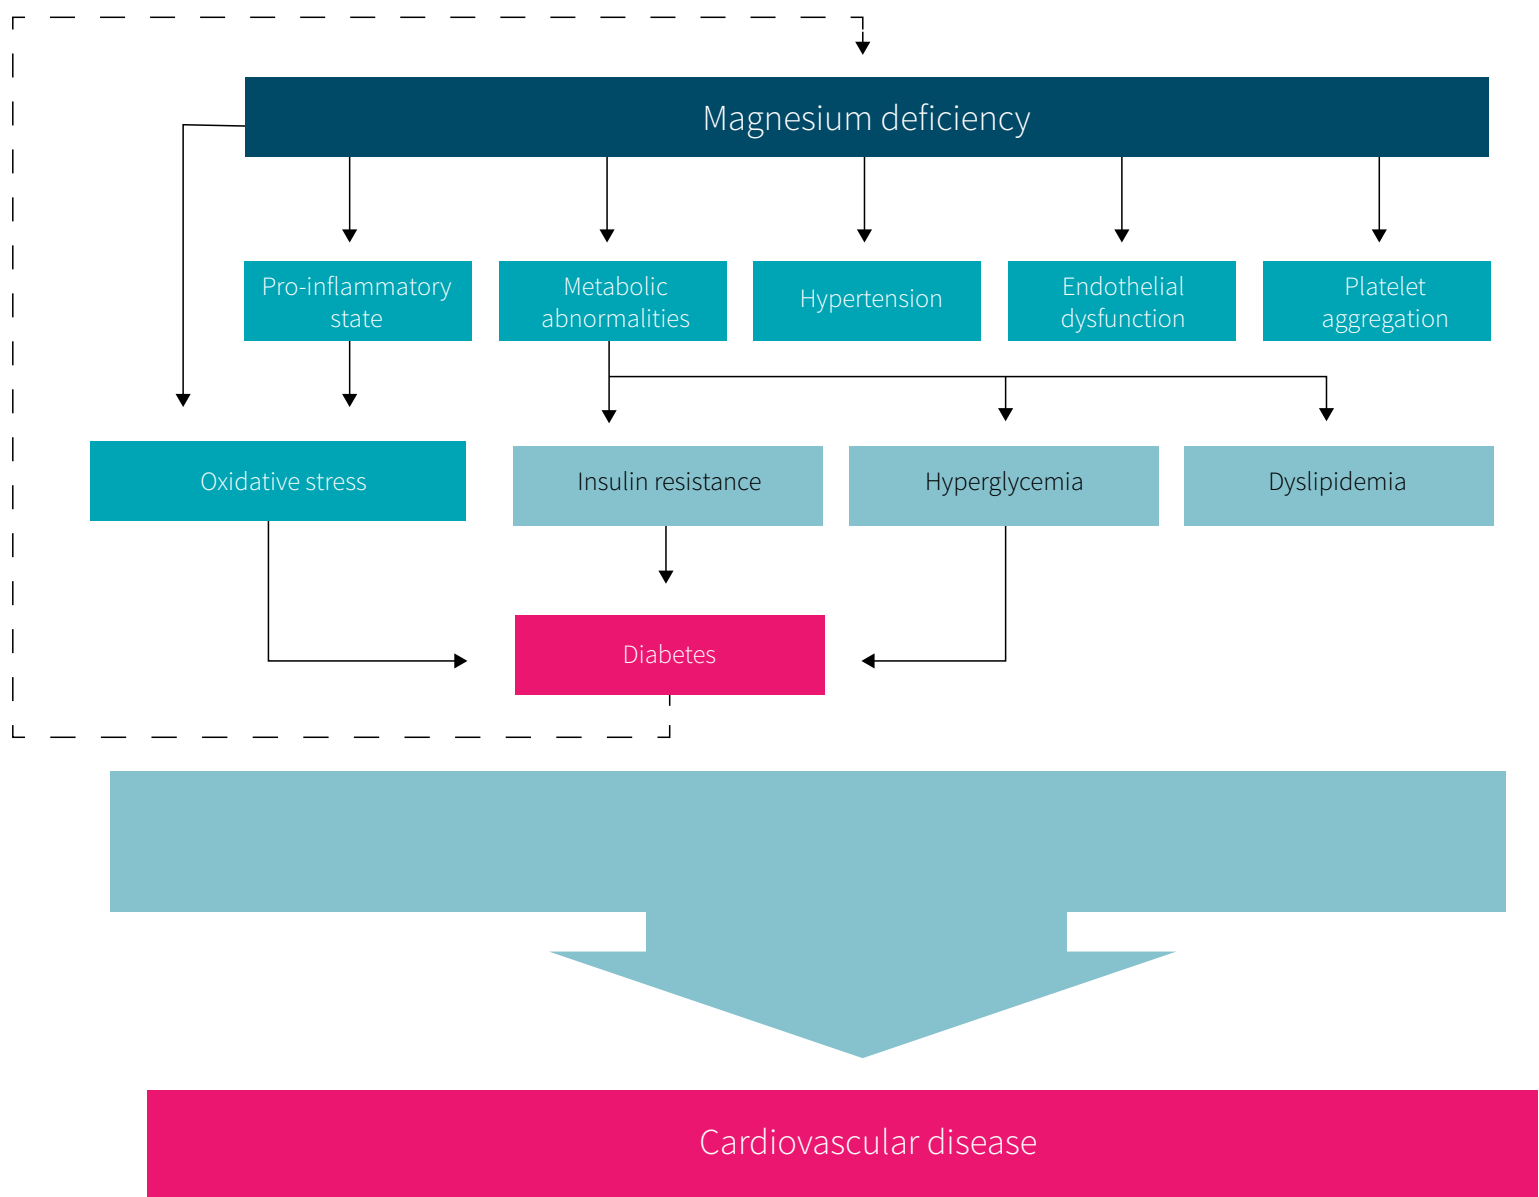 Magnesium deficiency
Pro-inflammatory
state
Metabolic
abnormalities
Hypertension
Endothelial
dysfunction
Platelet
aggregation
Oxidative stress
Insulin resistance
Hyperglycemia
Dyslipidemia
Diabetes
Cardiovascular disease